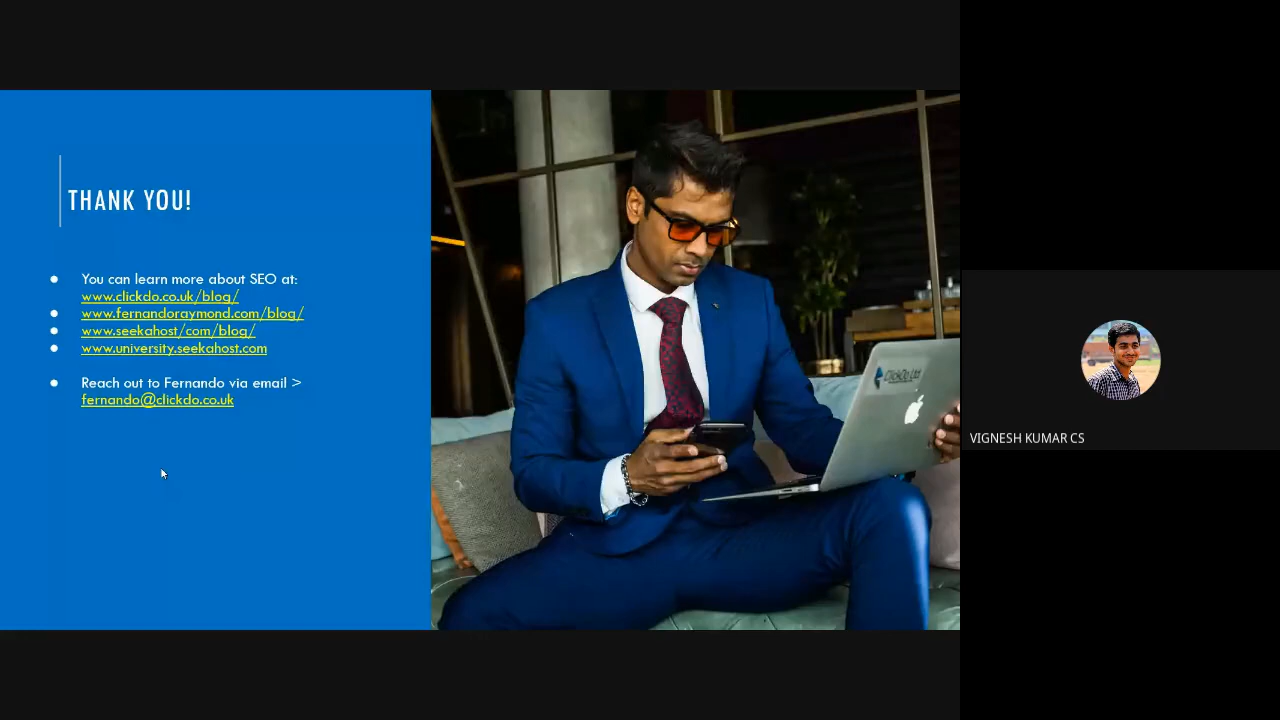 THANK YOU!
You can learn more about SEO at:
www.clickdo.co.uk/blog/
www.fernandoraymond.com/blog/
www.seekahost/com/blog/
www.university.seekahost.com
Reach out to Fernando via email >
fernando@clickdo.co.uk
ClickDo Ltd
VIGNESH KUMAR CS